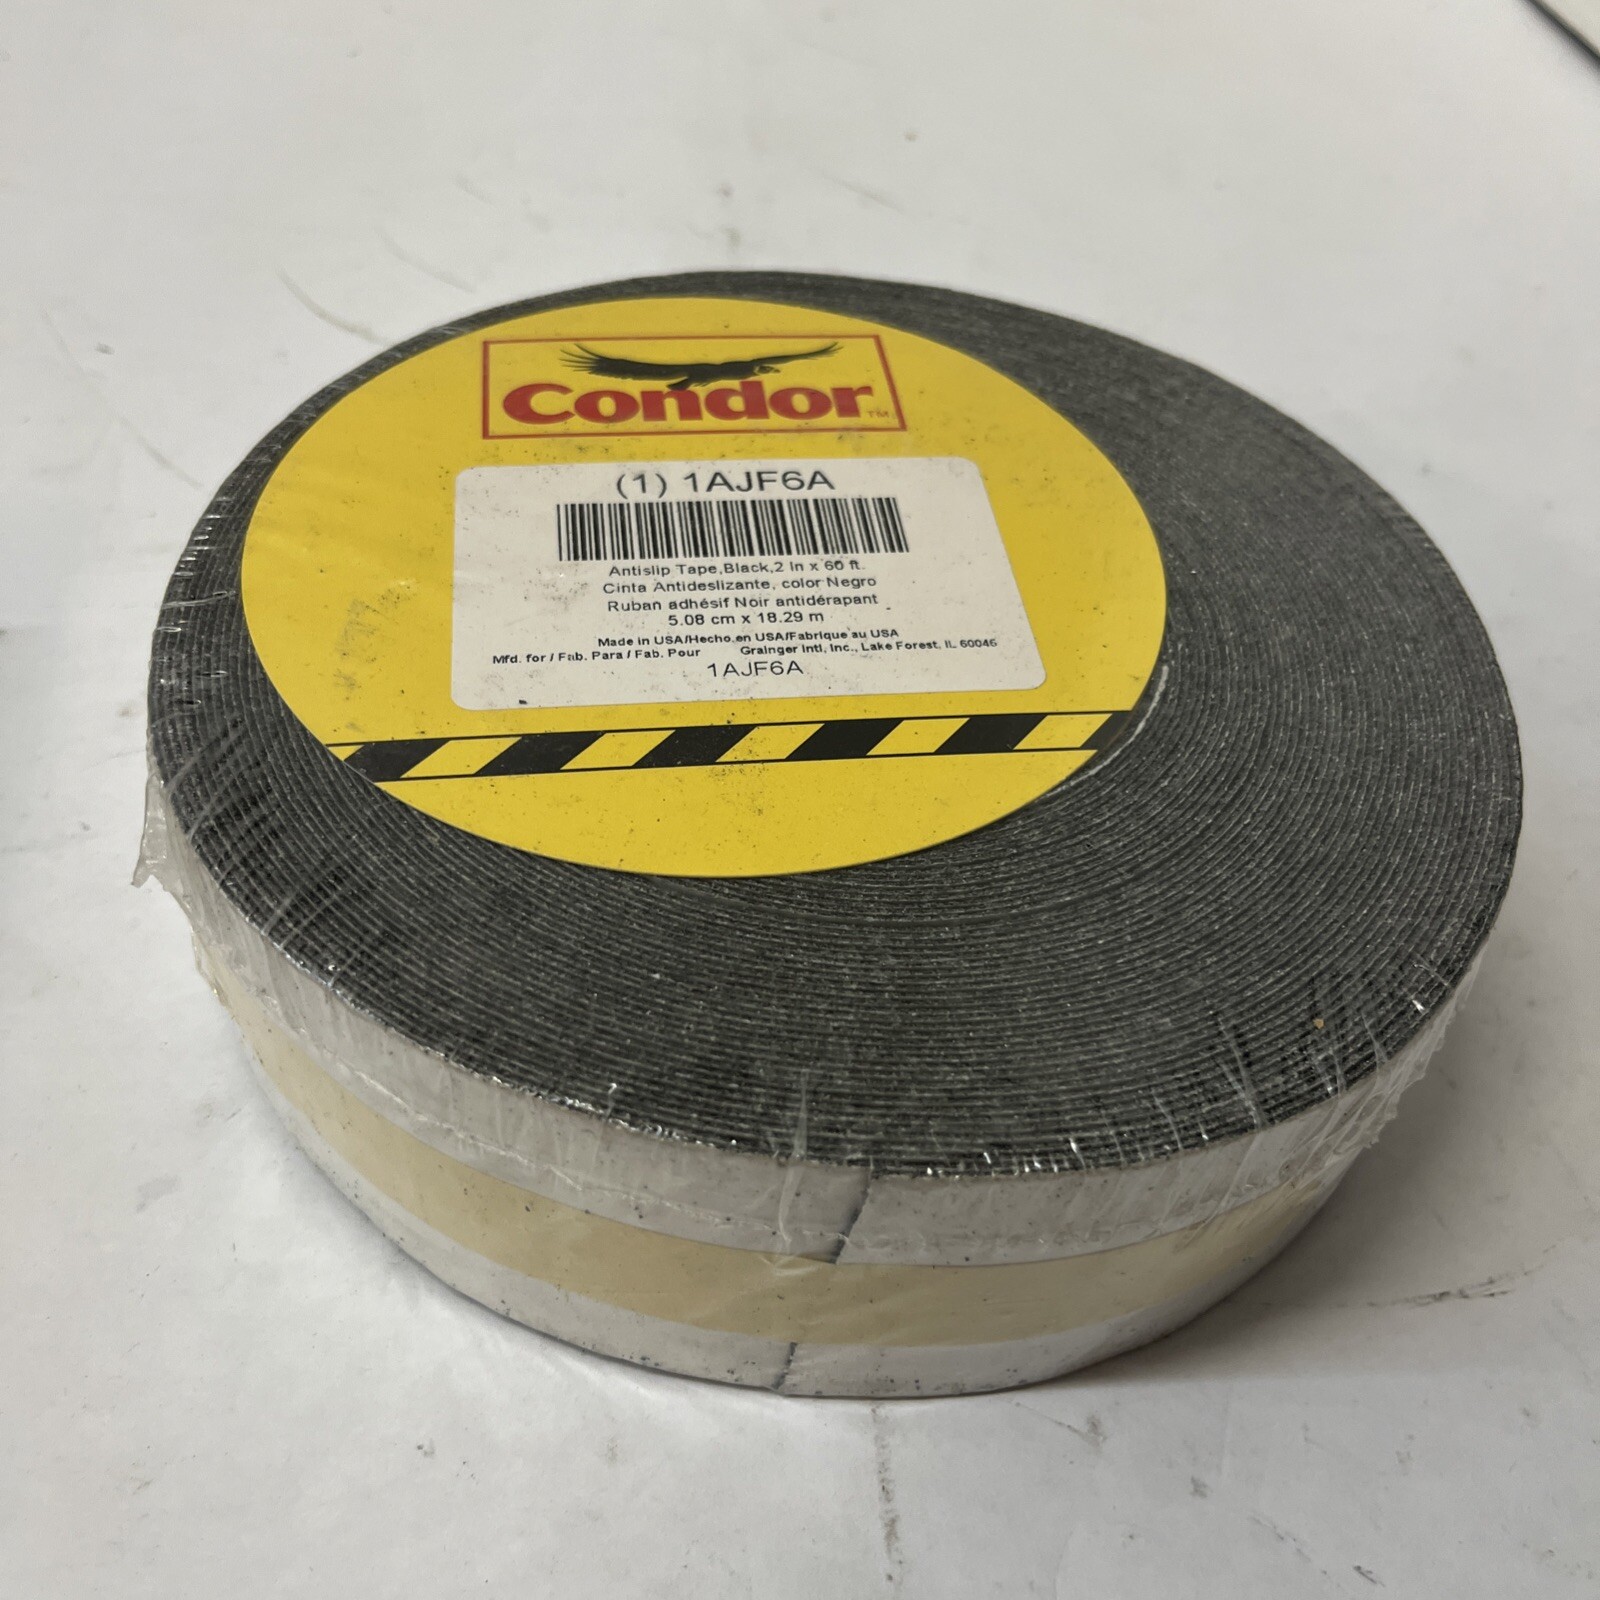 Condor™
(1) 1AJF6A
Antislip Tape,Black,2 In x 60 ft.
Cinta Antideslizante, color Negro
Ruban adhésif Noir antidérapant
5.08 cm x 18.29 m
Made in USA/Hecho en USA/Fabrique au USA
Mfd. for / Fab. Para / Fab. Pour Grainger Intl, Inc., Lake Forest, IL 60045
1AJF6A